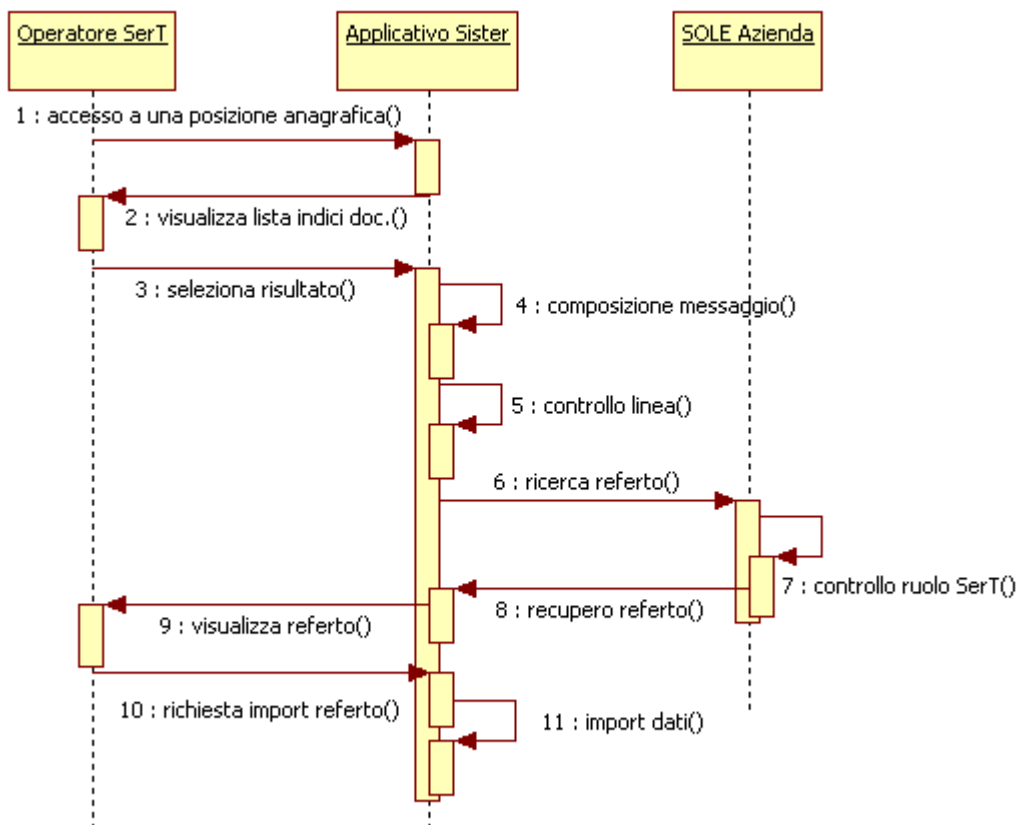 Operatore SerT
Applicativo Sister
SOLE Azienda
1 : accesso a una posizione anagrafica()
2 : visualizza lista indici doc.()
3 : seleziona risultato()
4 : composizione messaggio()
5 : controllo linea()
6 : ricerca referto()
7 : controllo ruolo SerT()
8 : recupero referto()
9 : visualizza referto()
10 : richiesta import referto()
11 : import dati()